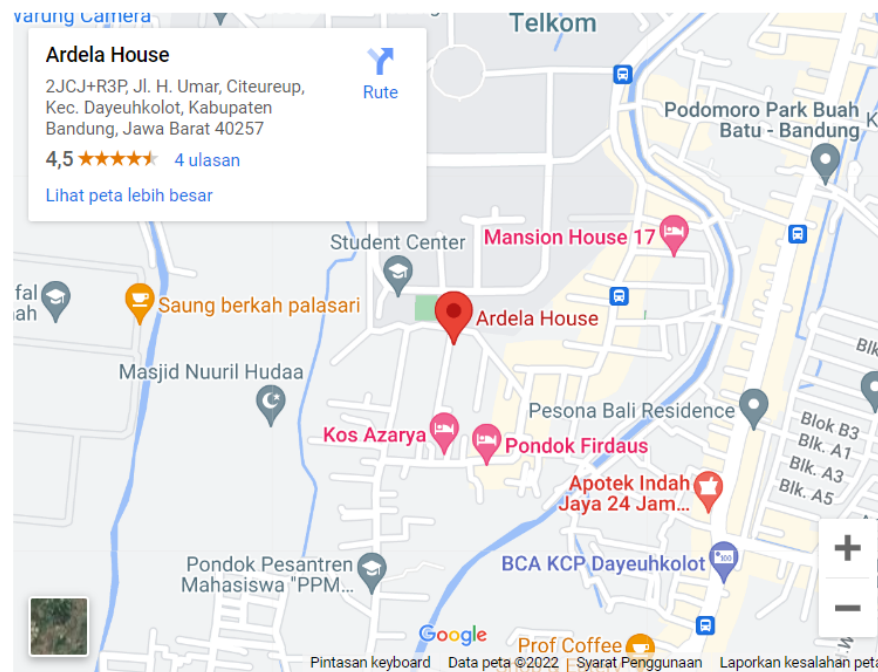 Warung Camera
Telkom
Ardela House
2JCJ+R3P, Jl. H. Umar, Citeureup,
Kec. Dayeuhkolot, Kabupaten
Bandung, Jawa Barat 40257
4,5
4 ulasan
Lihat peta lebih besar
Rute
Podomoro Park Buah
Batu - Bandung
K
Student Center
Mansion House 17
fal
ah
Saung berkah palasari
Ardela House
Masjid Nuuril Hudaa
Blk
Pesona Bali Residence
Blok B3
Blk. A1
Blk. A3
Blk. A5
Kos Azarya
Pondok Firdaus
Apotek Indah
Jaya 24 Jam...
BCA KCP Dayeuhkolot
Pondok Pesantren
Mahasiswa "PPM...
Google
Prof Coffee
Pintasan keyboard
Data peta ©2022
Syarat Penggunaan
Laporkan kesalahan peta